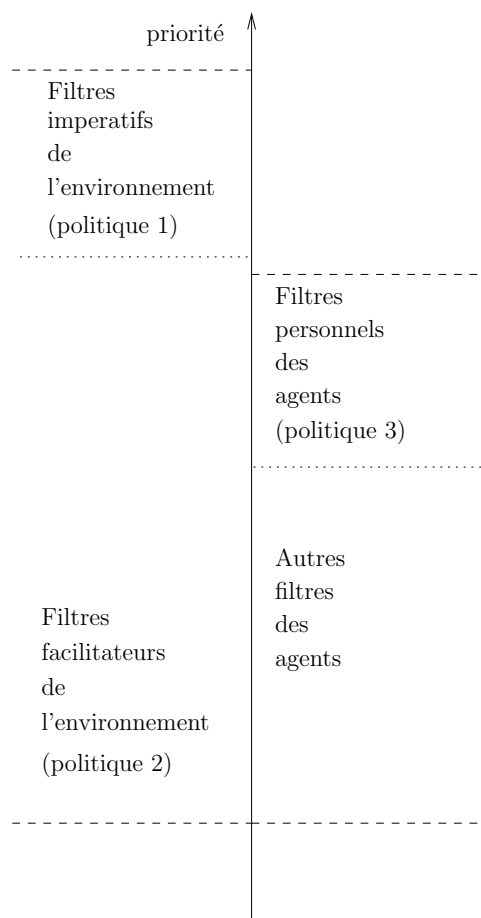 priorité
Filtres
imperatifs
de
l'environnement
(politique 1)
Filtres
personnels
des
agents
(politique 3)
Autres
filtres
des
agents
Filtres
facilitateurs
de
l'environnement
(politique 2)